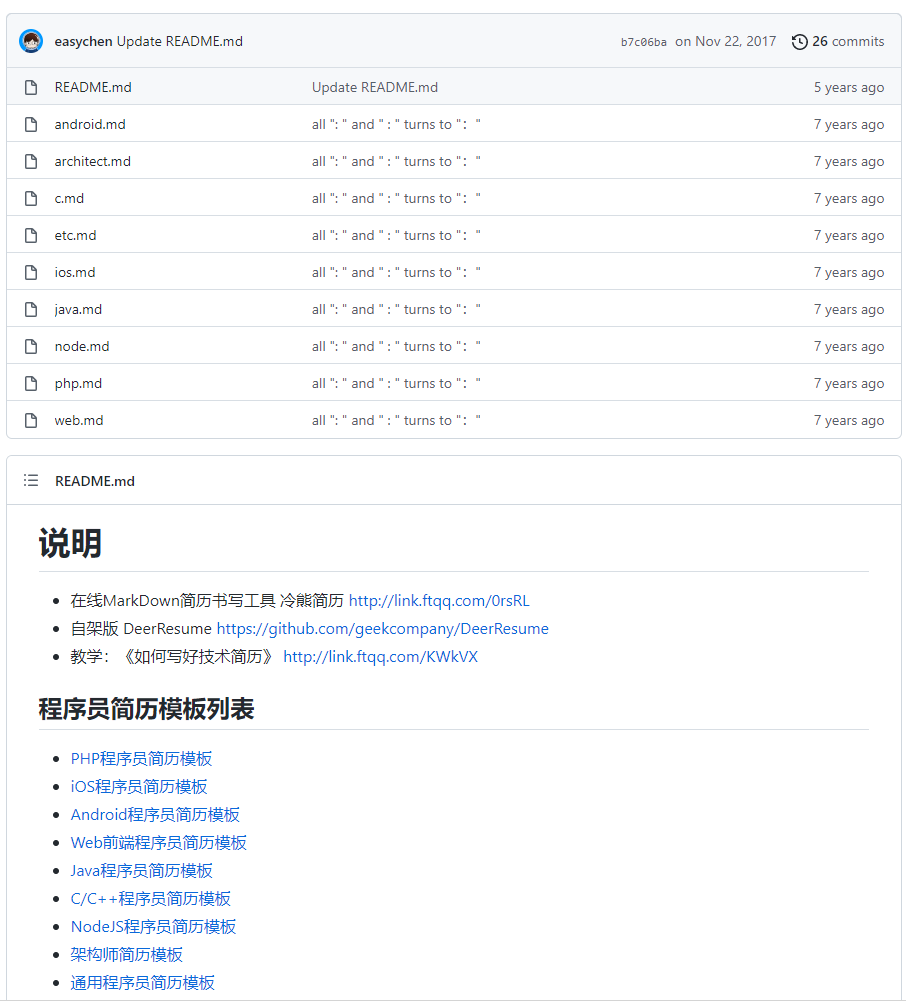 easychen Update README.md b7c06ba on Nov 22, 2017 26 commits
README.md Update README.md 5 years ago
android.md all ": " and " : " turns to "： " 7 years ago
architect.md all ": " and " : " turns to "： " 7 years ago
c.md all ": " and " : " turns to "： " 7 years ago
etc.md all ": " and " : " turns to "： " 7 years ago
ios.md all ": " and " : " turns to "： " 7 years ago
java.md all ": " and " : " turns to "： " 7 years ago
node.md all ": " and " : " turns to "： " 7 years ago
php.md all ": " and " : " turns to "： " 7 years ago
web.md all ": " and " : " turns to "： " 7 years ago
README.md
说明
• 在线MarkDown简历书写工具 冷熊简历 http://link.ftqq.com/0rsRL
• 自架版 DeerResume https://github.com/geekcompany/DeerResume
• 教学：《如何写好技术简历》 http://link.ftqq.com/KWkVX
程序员简历模板列表
• PHP程序员简历模板
• iOS程序员简历模板
• Android程序员简历模板
• Web前端程序员简历模板
• Java程序员简历模板
• C/C++程序员简历模板
• NodeJS程序员简历模板
• 架构师简历模板
• 通用程序员简历模板